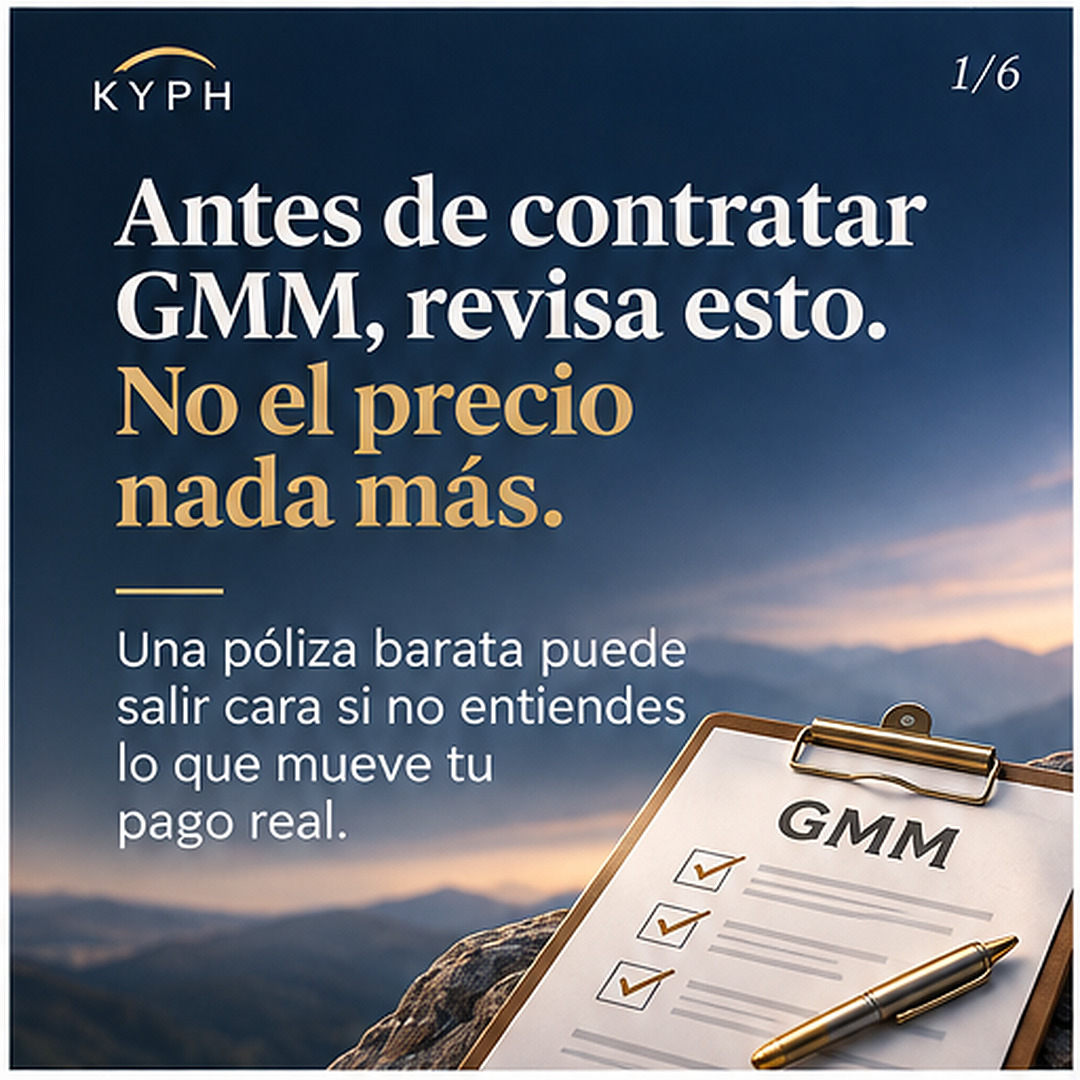 KYPH
1/6
Antes de contratar
GMM, revisa esto.
No el precio
nada más.
Una póliza barata puede
salir cara si no entiendes
lo que mueve tu
pago real.
GMM